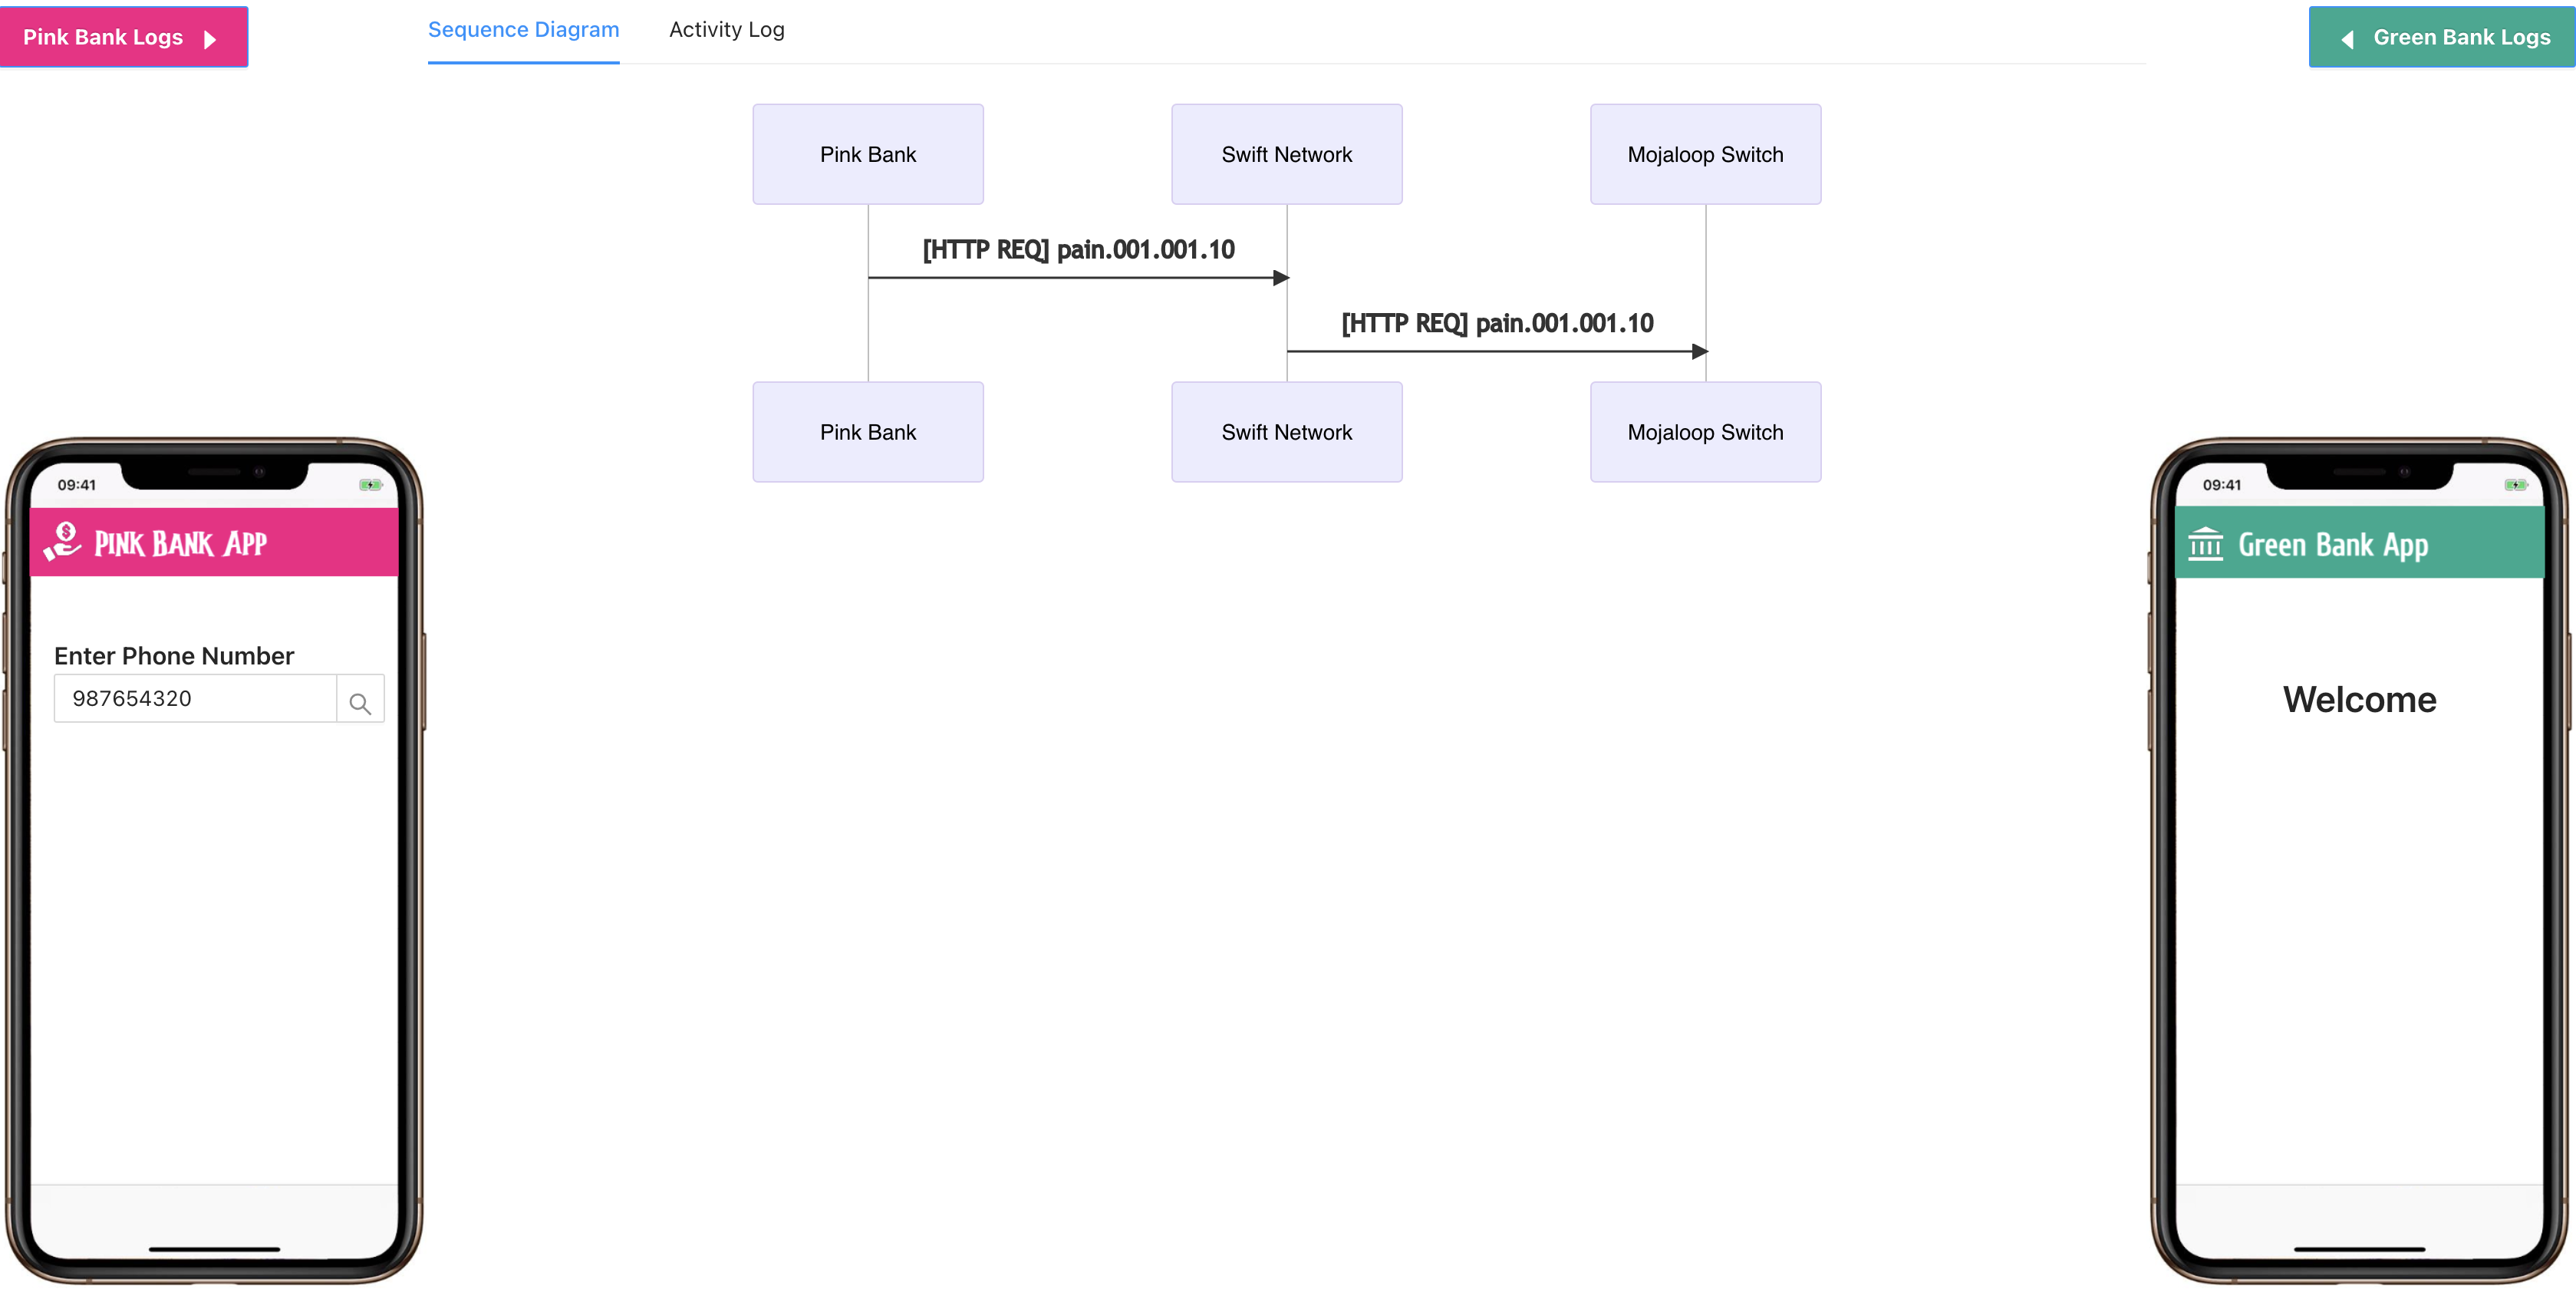 Pink Bank Logs
Sequence Diagram
Activity Log
Green Bank Logs
Pink Bank
Swift Network
Mojaloop Switch
[HTTP REQ] pain.001.001.10
[HTTP REQ] pain.001.001.10
Pink Bank
Swift Network
Mojaloop Switch
09:41
PINK BANK APP
Enter Phone Number
987654320
09:41
Green Bank App
Welcome